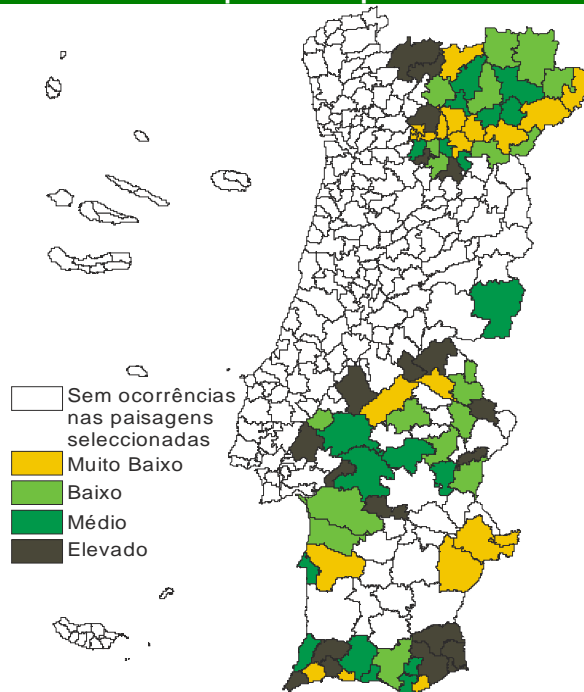 Sem ocorrências
nas paisagens
seleccionadas
Muito Baixo
Baixo
Médio
Elevado